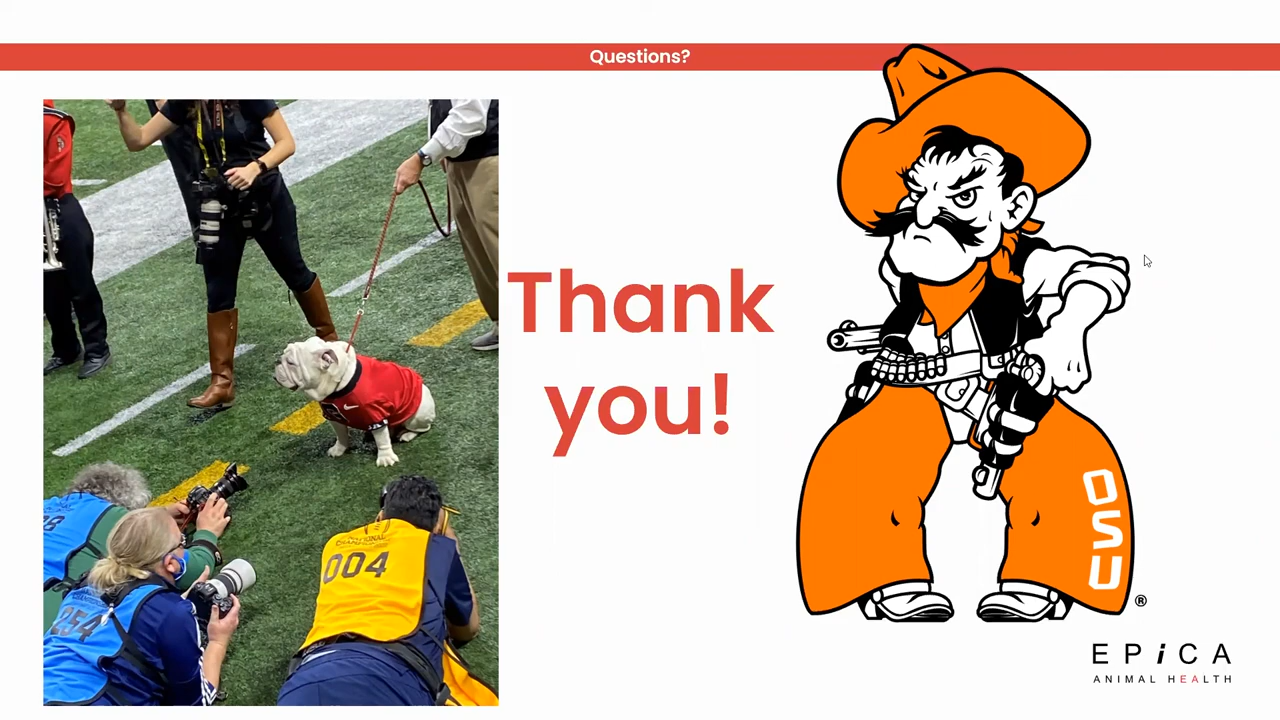 Questions?
Thank
you!
004
254
OSU
®
EPiCA
ANIMAL HEALTH